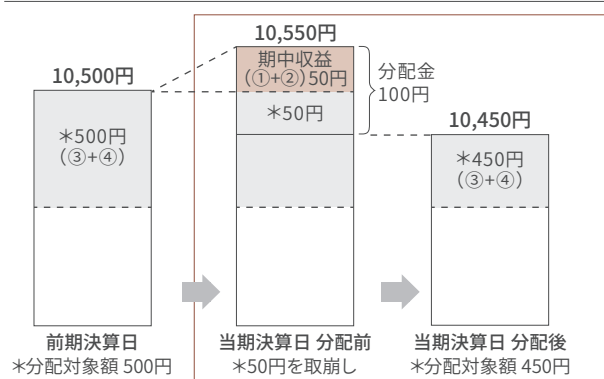 10,500円
＊500円
（③+④）
前期決算日
＊分配対象額 500円
10,550円
期中収益
（①+②）50円
＊50円
分配金
100円
当期決算日 分配前
＊50円を取崩し
10,450円
＊450円
（③+④）
当期決算日 分配後
＊分配対象額 450円